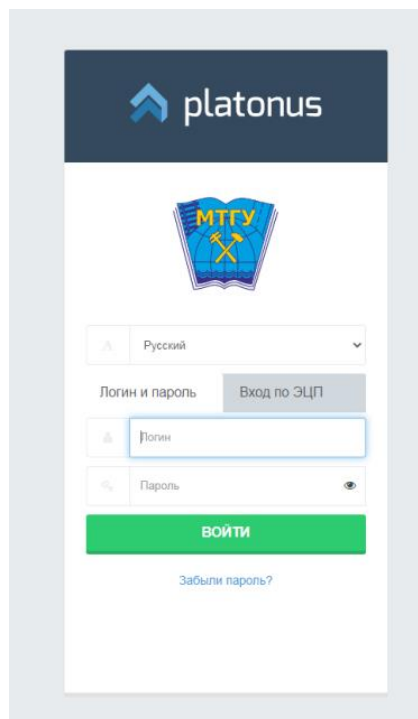 platonus
МТГУ
Русский
Логин и пароль Вход по ЭЦП
Логин
Пароль
ВОЙТИ
Забыли пароль?